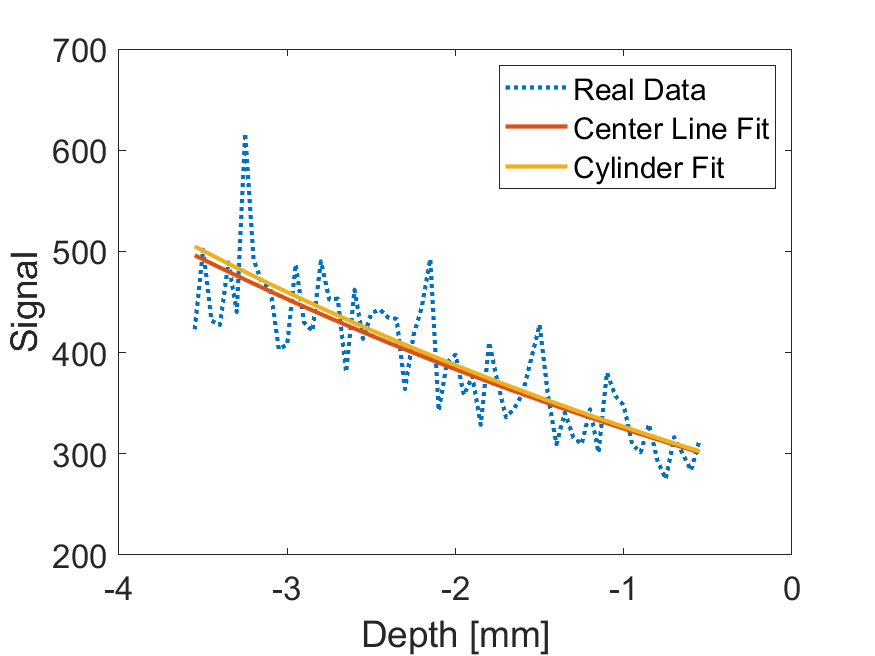 700
600
500
400
300
200
-4
-3
-2
-1
0
Signal
Depth [mm]
Real Data
Center Line Fit
Cylinder Fit